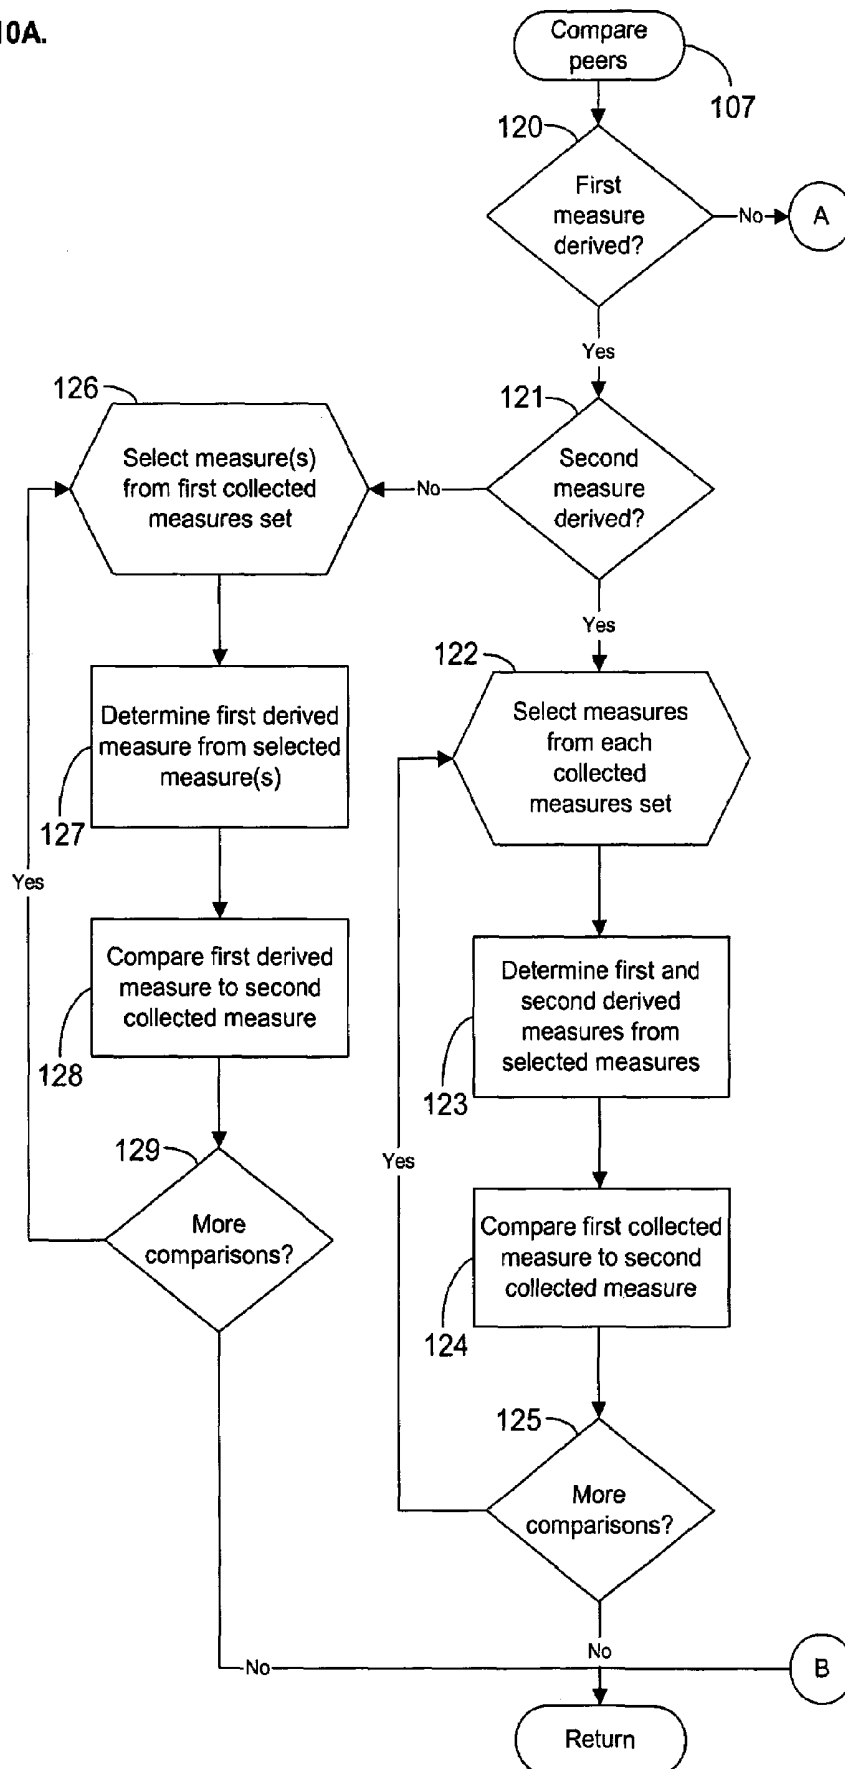 10A.
Compare
peers
107
120
First
measure
derived?
No
A
Yes
126
121
Select measure(s)
from first collected
measures set
No
Second
measure
derived?
Yes
122
Determine first derived
measure from selected
measure(s)
127
Select measures
from each
collected
measures set
Yes
Compare first derived
measure to second
collected measure
128
Determine first and
second derived
measures from
selected measures
123
129
Yes
More
comparisons?
Compare first collected
measure to second
collected measure
124
125
More
comparisons?
No
No
B
Return